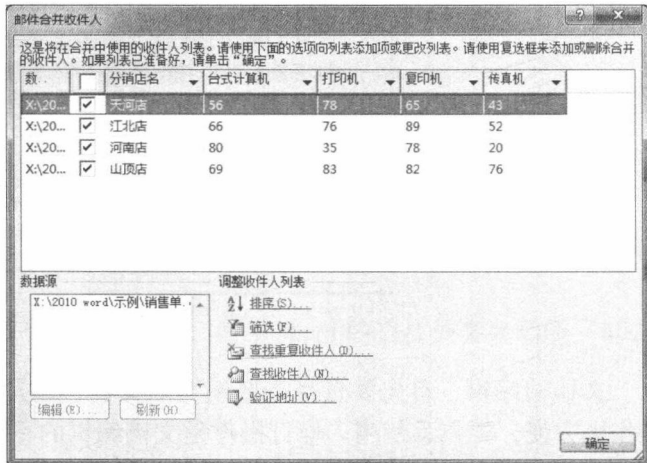 邮件合并收件人
这是将在合并中使用的收件人列表。请使用下面的选项向列表添加项或更改列表。请使用复选框来添加或删除合并
的收件人。如果列表已准备好，请单击“确定”。
数... 分销店名 台式计算机 打印机 复印机 传真机
X:\20... 天河店 56 78 65 43
X:\20... 江北店 66 76 89 52
X:\20... 河南店 80 35 78 20
X:\20... 山顶店 69 83 82 76
数据源 调整收件人列表
X:\2010 word\示例\销售单.
排序(S)...
筛选(F)...
查找重复收件人(D)...
查找收件人(N)...
验证地址(V)...
编辑(E)... 刷新(H)
确定